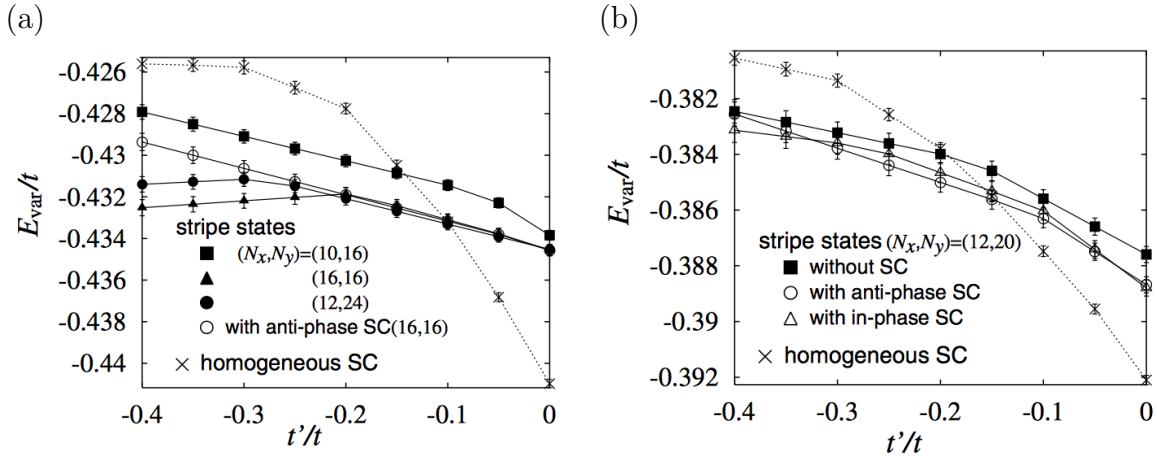 (a)
-0.426
-0.428
-0.43
-0.432
-0.434
-0.436
-0.438
-0.44
E_var/t
stripe states
(N_x,N_y)=(10,16)
(16,16)
(12,24)
with anti-phase SC(16,16)
homogeneous SC
-0.4 -0.3 -0.2 -0.1 0
t'/t
(b)
-0.382
-0.384
-0.386
-0.388
-0.39
-0.392
E_var/t
stripe states (N_x,N_y)=(12,20)
without SC
with anti-phase SC
with in-phase SC
homogeneous SC
-0.4 -0.3 -0.2 -0.1 0
t'/t